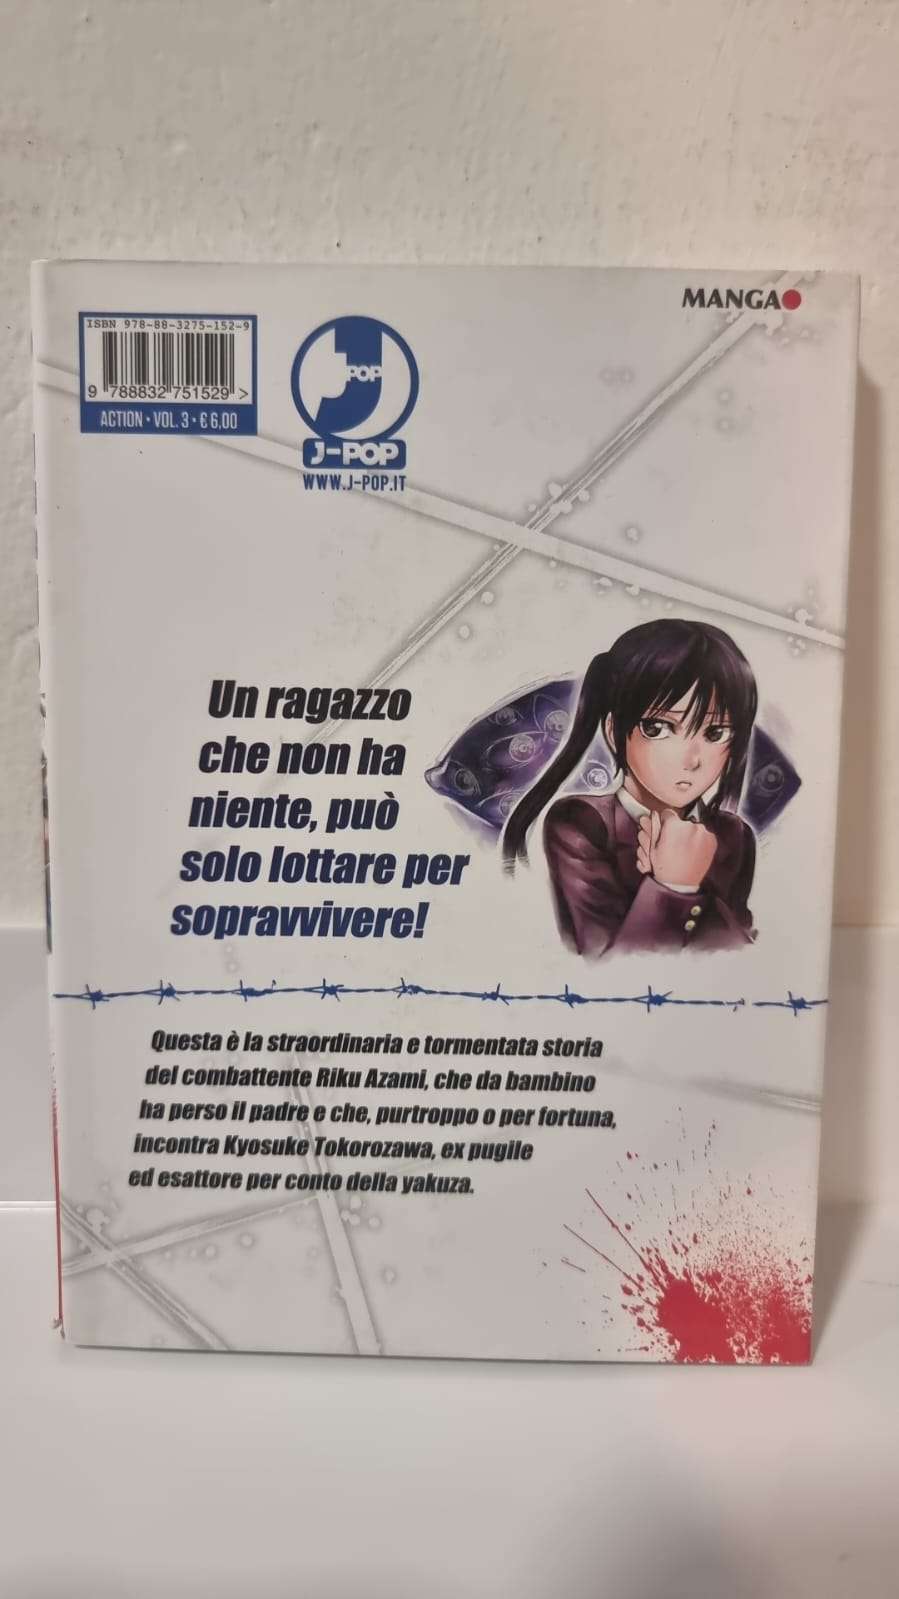 MANGA
ISBN 978-88-3275-152-9
9 788832 751529 >
ACTION • VOL. 3 • € 6,00
POP
J-POP
WWW.J-POP.IT
Un ragazzo
che non ha
niente, può
solo lottare per
sopravvivere!
Questa è la straordinaria e tormentata storia
del combattente Riku Azami, che da bambino
ha perso il padre e che, purtroppo o per fortuna,
incontra Kyosuke Tokorozawa, ex pugile
ed esattore per conto della yakuza.